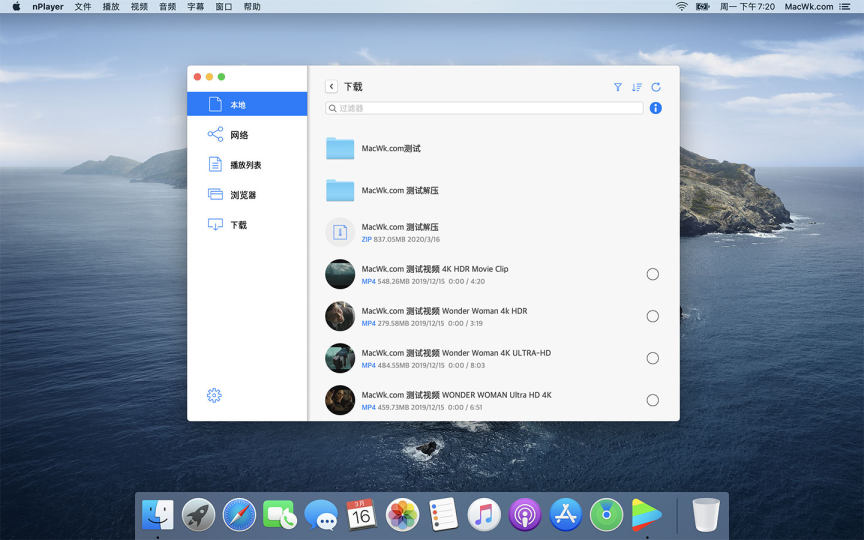 nPlayer 文件 播放 视频 音频 字幕 窗口 帮助 周一 下午7:20 MacWk.com
本地
网络
播放列表
浏览器
下载
下载
过滤器
MacWk.com测试
MacWk.com 测试解压
MacWk.com 测试解压
ZIP 837.05MB 2020/3/16
MacWk.com 测试视频 4K HDR Movie Clip
MP4 548.26MB 2019/12/15 0:00 / 4:20
MacWk.com 测试视频 Wonder Woman 4k HDR
MP4 279.58MB 2019/12/15 0:00 / 3:19
MacWk.com 测试视频 Wonder Woman 4K ULTRA-HD
MP4 484.55MB 2019/12/15 0:00 / 8:03
MacWk.com 测试视频 WONDER WOMAN Ultra HD 4K
MP4 459.73MB 2019/12/15 0:00 / 6:51
3月
16